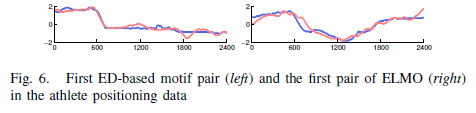 2 2
0 0
-2 -2
0 600 1200 1800 2400 0 600 1200 1800 2400
Fig. 6. First ED-based motif pair (left) and the first pair of ELMO (right)
in the athlete positioning data